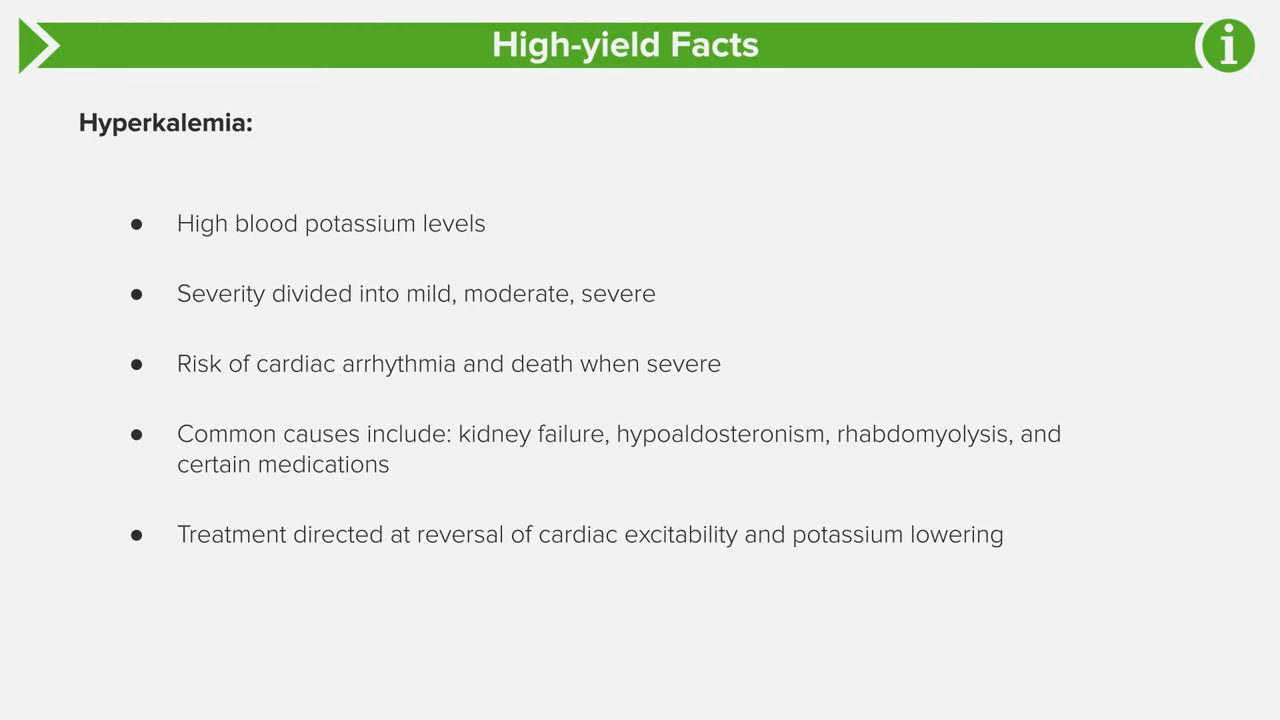 High-yield Facts
i
Hyperkalemia:
● High blood potassium levels
● Severity divided into mild, moderate, severe
● Risk of cardiac arrhythmia and death when severe
● Common causes include: kidney failure, hypoaldosteronism, rhabdomyolysis, and
certain medications
● Treatment directed at reversal of cardiac excitability and potassium lowering